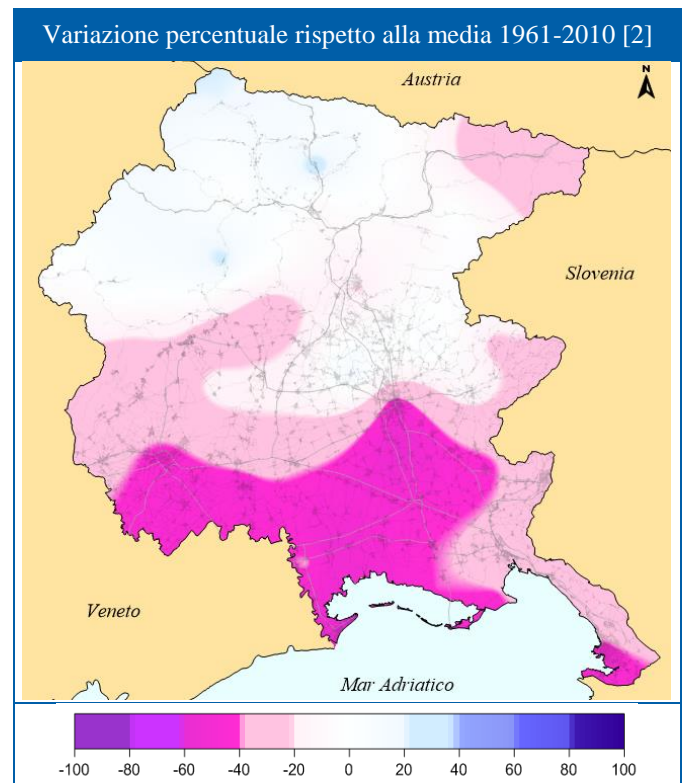 Variazione percentuale rispetto alla media 1961-2010 [2]
Austria
N
Slovenia
Veneto
Mar Adriatico
-100 -80 -60 -40 -20 0 20 40 60 80 100